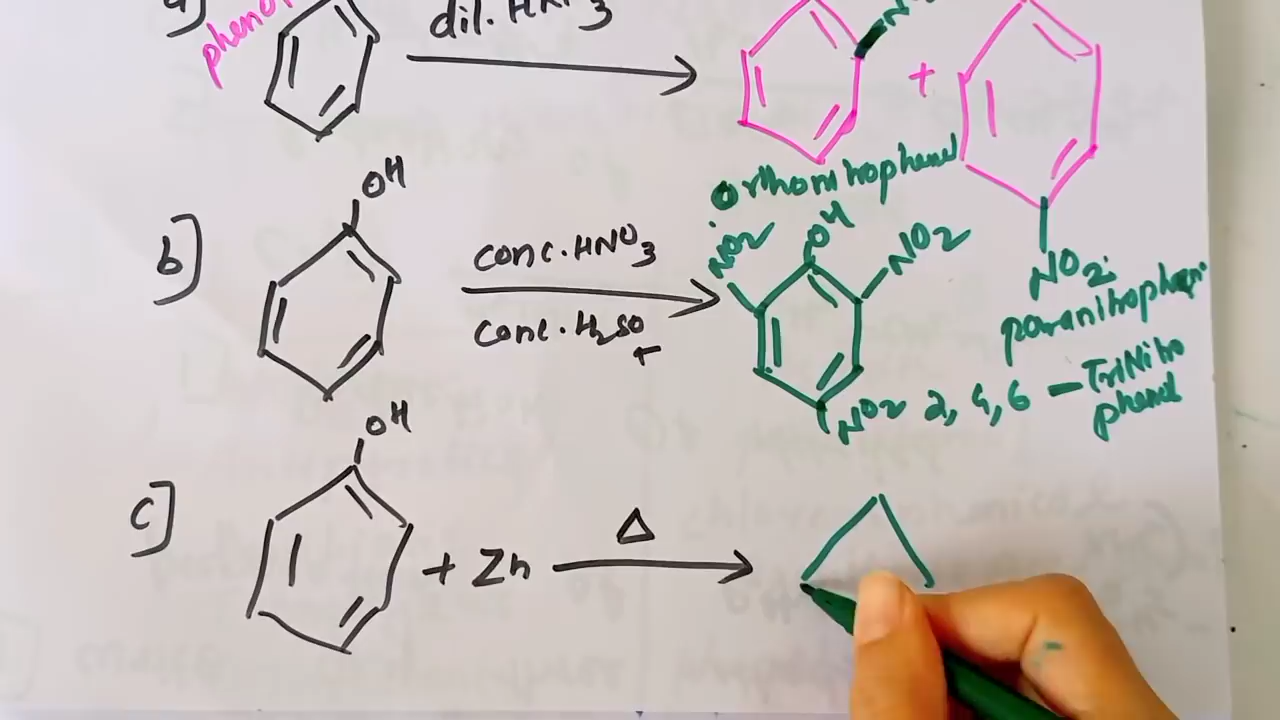 a]
phenol
dil. HNO3
+
Orthonitrophenol
NO2
paranitrophenol
b]
OH
conc. HNO3
conc. H2SO4
NO2
OH
NO2
NO2
2, 4, 6 – TriNitro
phenol
c]
OH
+ Zn
Δ